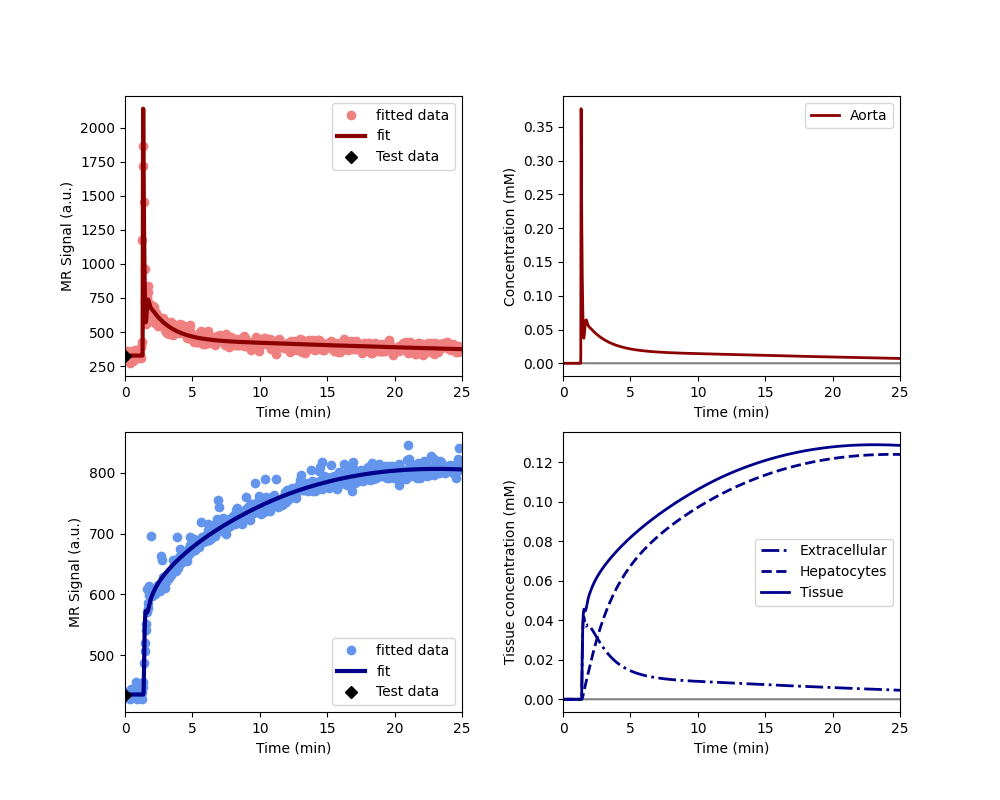 MR Signal (a.u.)
2000
1750
1500
1250
1000
750
500
250
fitted data
fit
Test data
0 5 10 15 20 25
Time (min)
Concentration (mM)
0.35
0.30
0.25
0.20
0.15
0.10
0.05
0.00
Aorta
0 5 10 15 20 25
Time (min)
MR Signal (a.u.)
800
700
600
500
fitted data
fit
Test data
0 5 10 15 20 25
Time (min)
Tissue concentration (mM)
0.12
0.10
0.08
0.06
0.04
0.02
0.00
Extracellular
Hepatocytes
Tissue
0 5 10 15 20 25
Time (min)